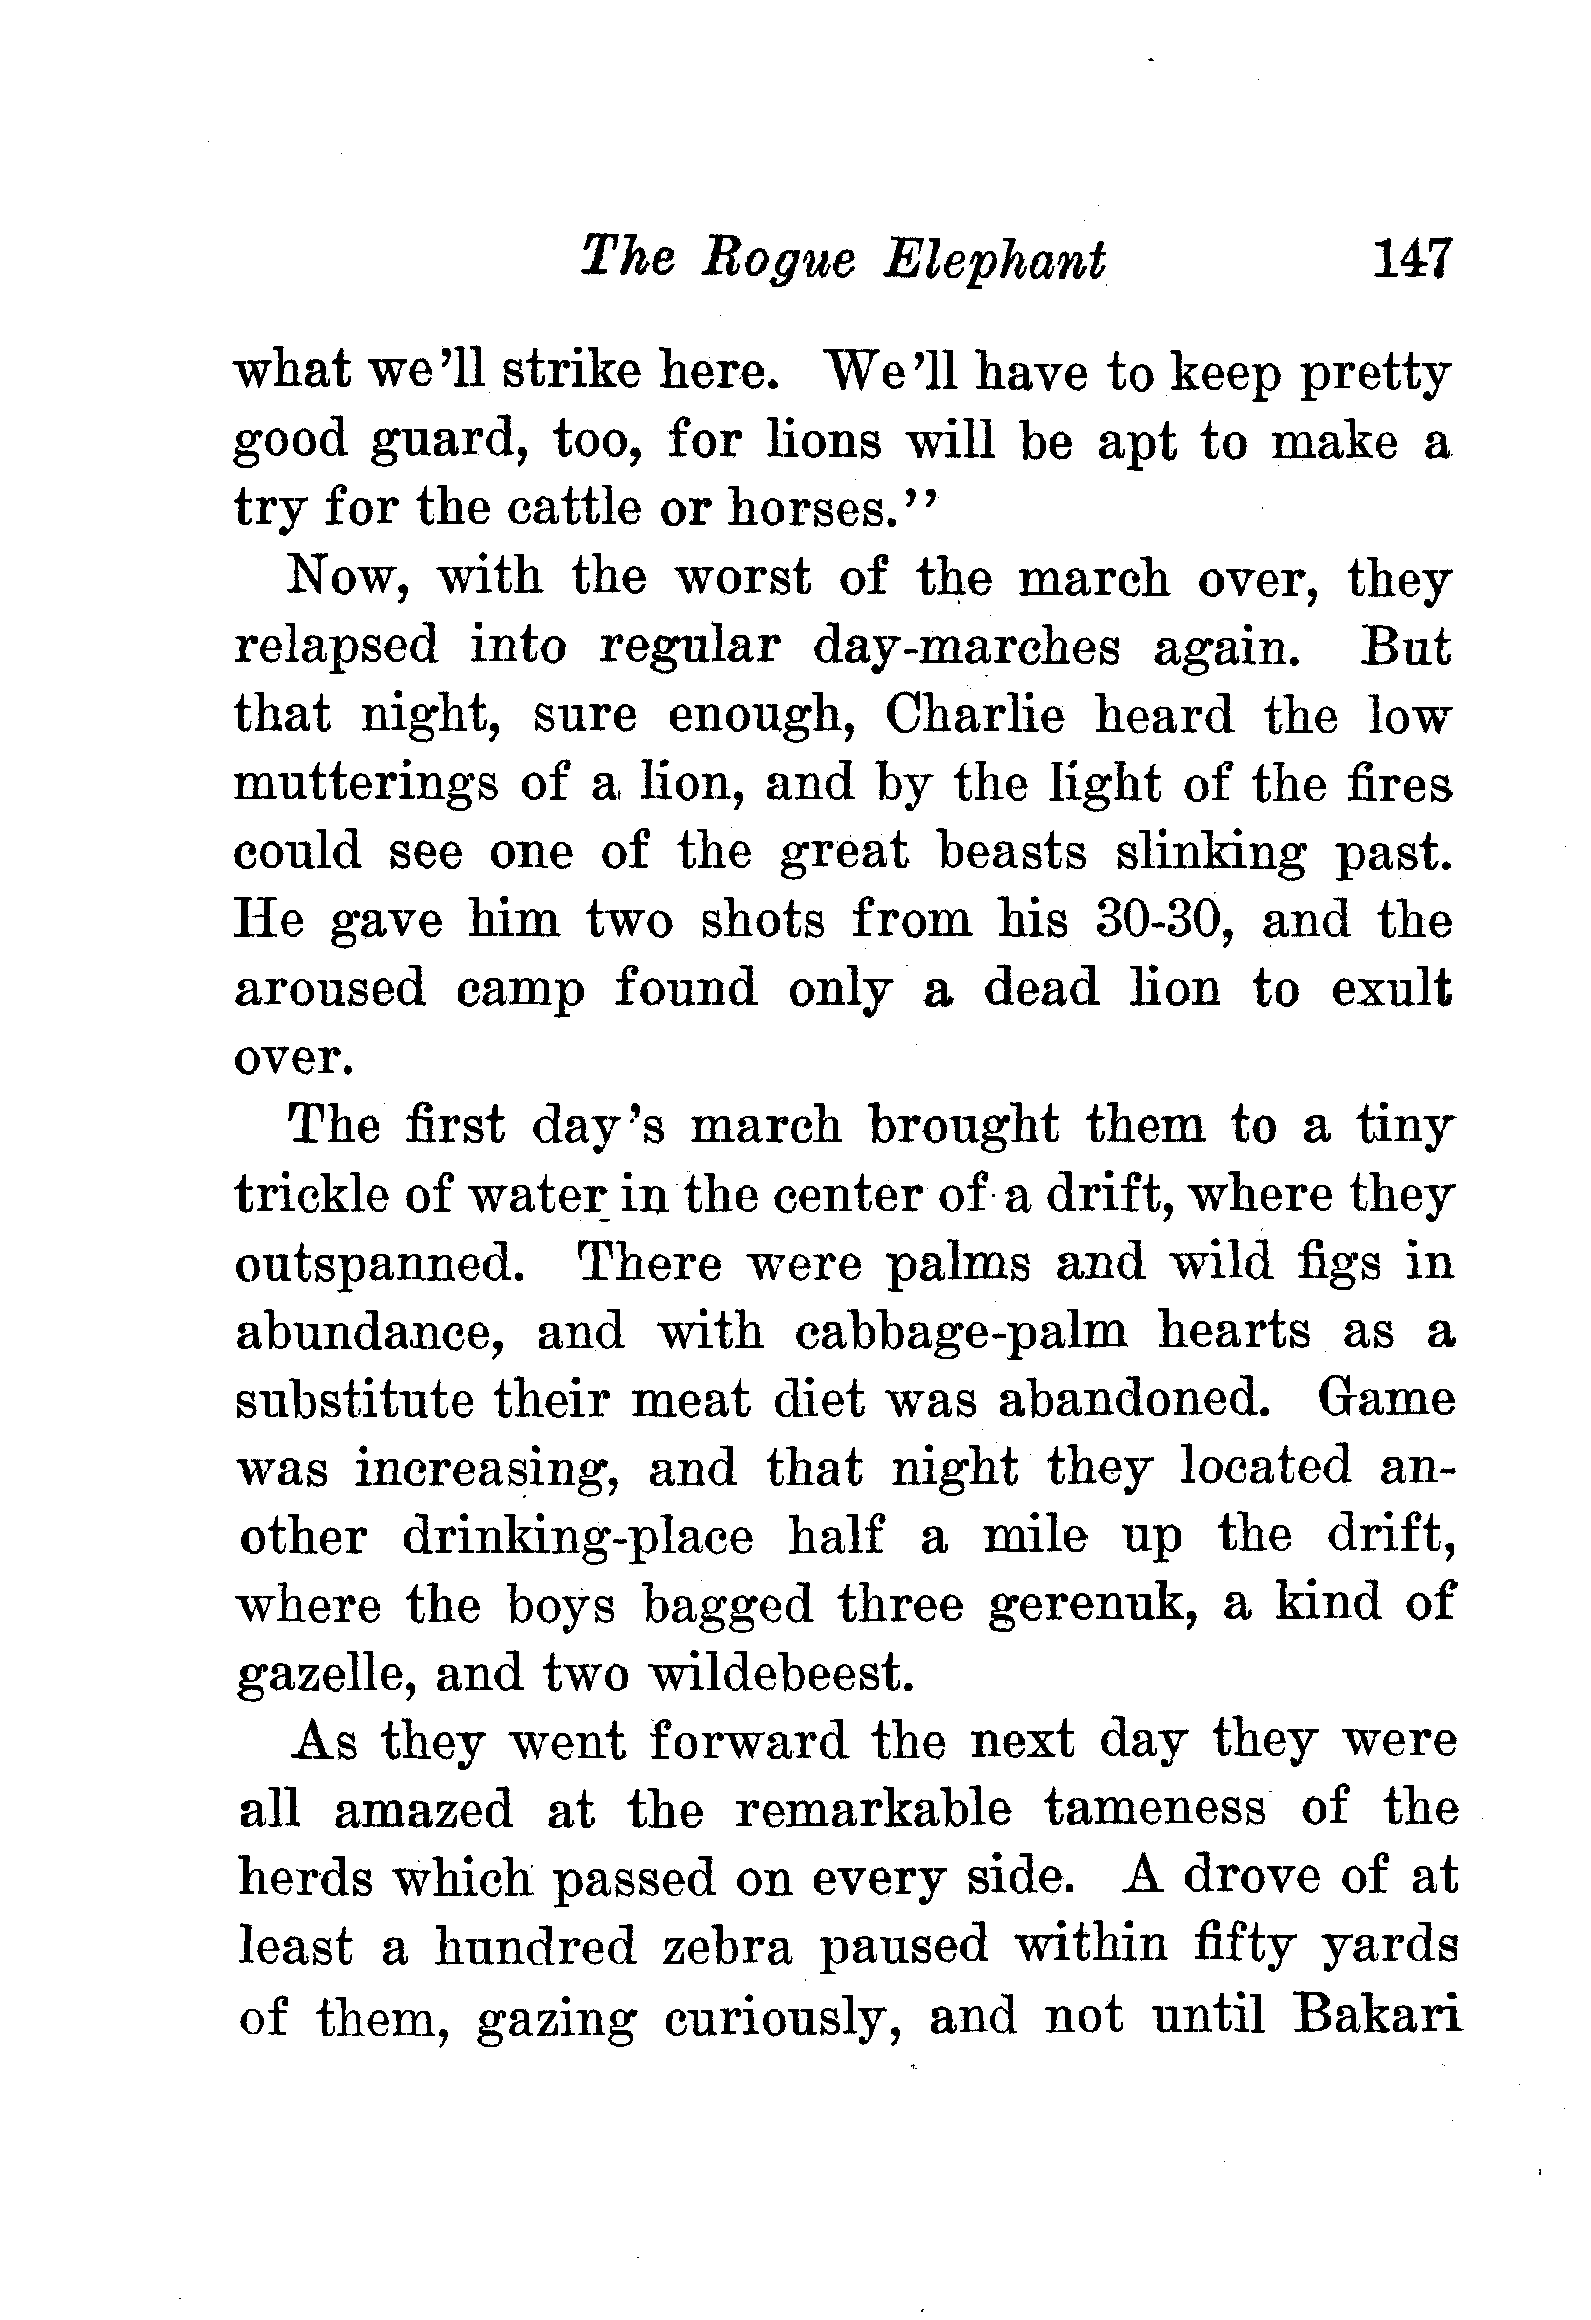 The Rogue Elephant 147
what we'll strike here. We'll have to keep pretty
good guard, too, for lions will be apt to make a
try for the cattle or horses.''
Now, with the worst of the march over, they
relapsed into regular day-marches again. But
that night, sure enough, Charlie heard the low
mutterings of a lion, and by the light of the fires
could see one of the great beasts slinking past.
He gave him two shots from his 30-30, and the
aroused camp found only a dead lion to exult
over.
The first day's march brought them to a tiny
trickle of water in the center of a drift, where they
outspanned. There were palms and wild figs in
abundance, and with cabbage-palm hearts as a
substitute their meat diet was abandoned. Game
was increasing, and that night they located an-
other drinking-place half a mile up the drift,
where the boys bagged three gerenuk, a kind of
gazelle, and two wildebeest.
As they went forward the next day they were
all amazed at the remarkable tameness of the
herds which passed on every side. A drove of at
least a hundred zebra paused within fifty yards
of them, gazing curiously, and not until Bakari